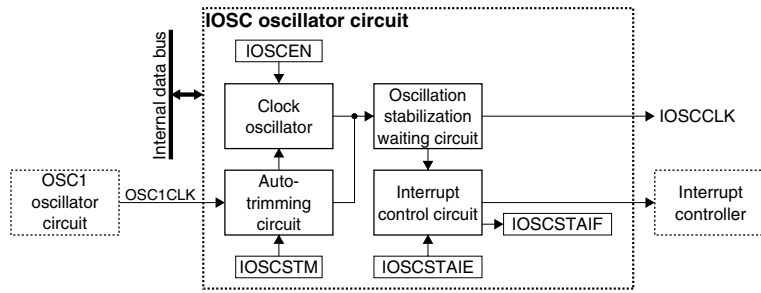 IOSC oscillator circuit
Internal data bus
IOSCEN
Clock
oscillator
Oscillation
stabilization
waiting circuit
IOSCCLK
OSC1
oscillator
circuit
OSC1CLK
Auto-
trimming
circuit
Interrupt
control circuit
Interrupt
controller
IOSCSTAIF
IOSCSTM
IOSCSTAIE